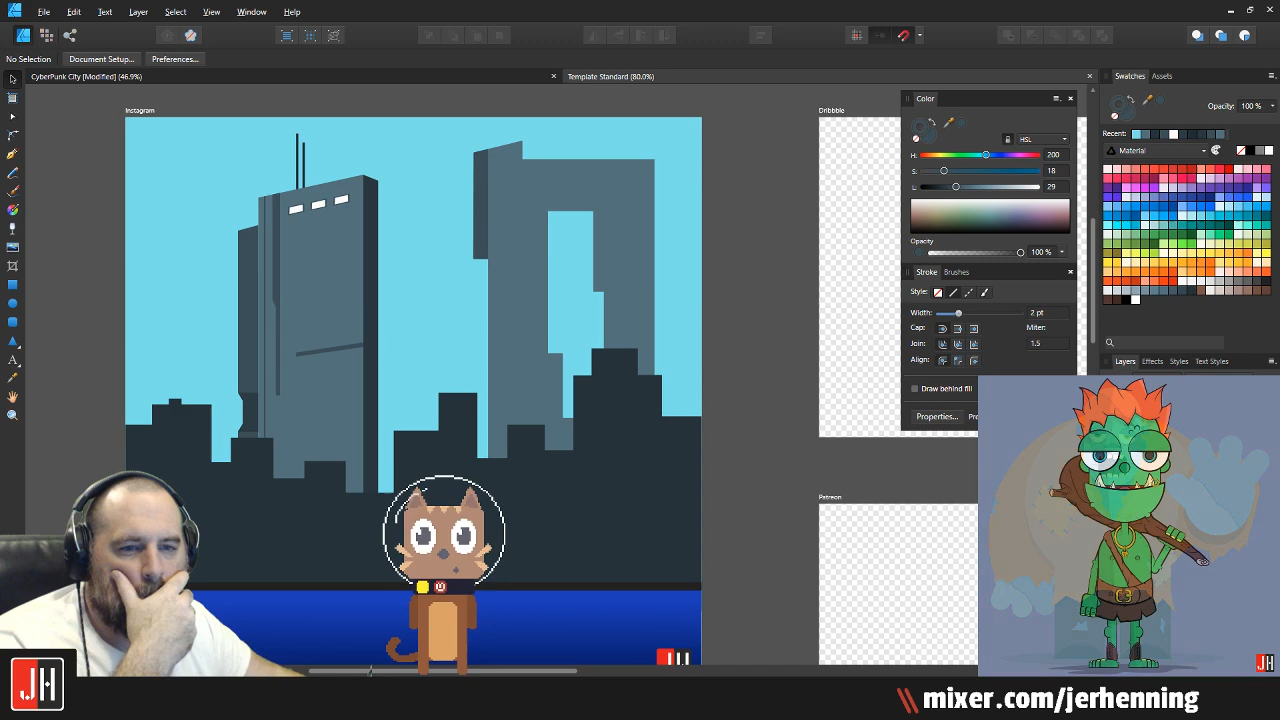 File Edit Text Layer Select View Window Help
No Selection Document Setup... Preferences...
CyberPunk City [Modified] (46.9%) Template Standard (80.0%)
Instagram
Dribbble
Patreon
Color
HSL
H: 200
S: 18
L: 29
Opacity
100 %
Stroke Brushes
Style:
Width: 2 pt
Cap: Miter:
Join: 1.5
Align:
Draw behind fill
Properties...
Swatches Assets
Opacity: 100 %
Recent:
Material
Layers Effects Styles Text Styles
JH
JH
JH
\\ mixer.com/jerhenning